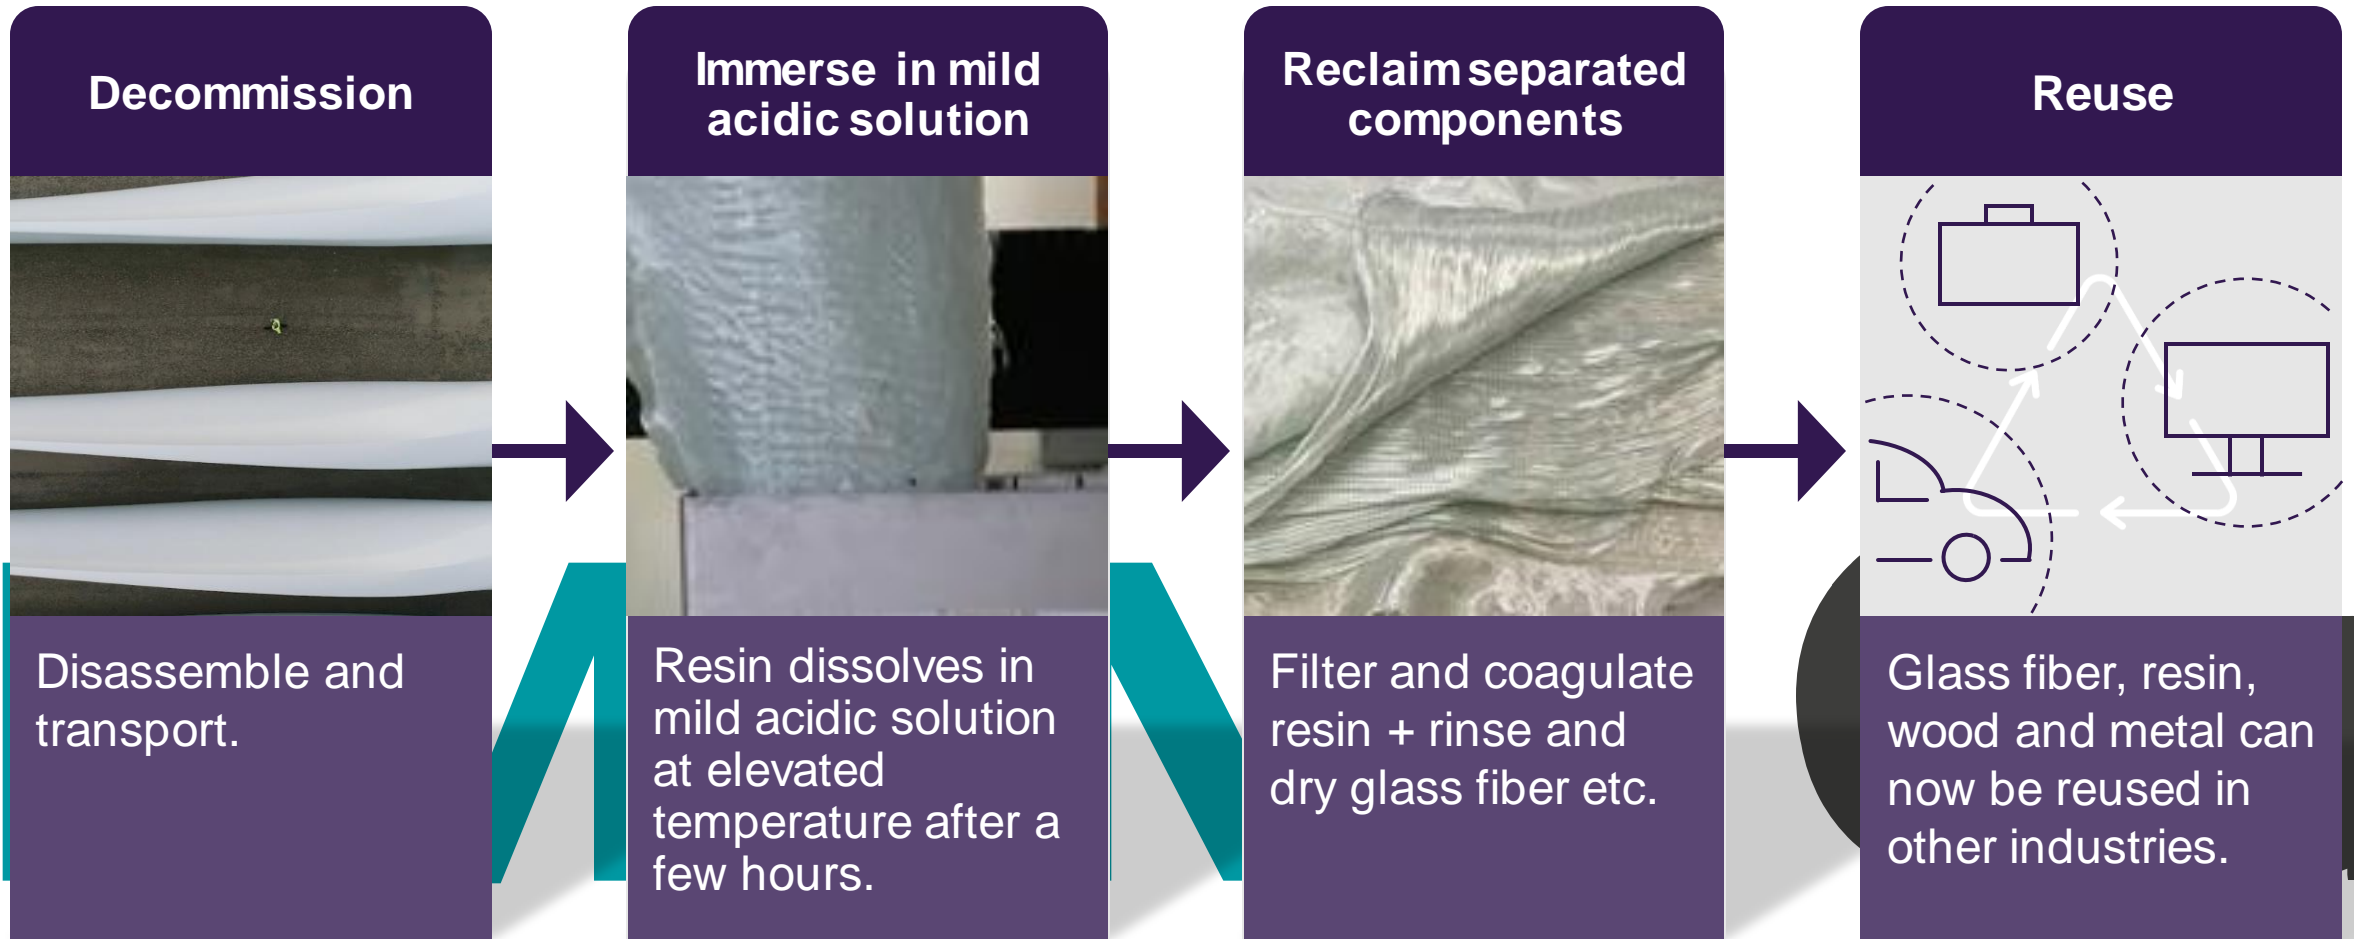 Decommission
Disassemble and
transport.
Immerse in mild
acidic solution
Resin dissolves in
mild acidic solution
at elevated
temperature after a
few hours.
Reclaim separated
components
Filter and coagulate
resin + rinse and
dry glass fiber etc.
Reuse
Glass fiber, resin,
wood and metal can
now be reused in
other industries.